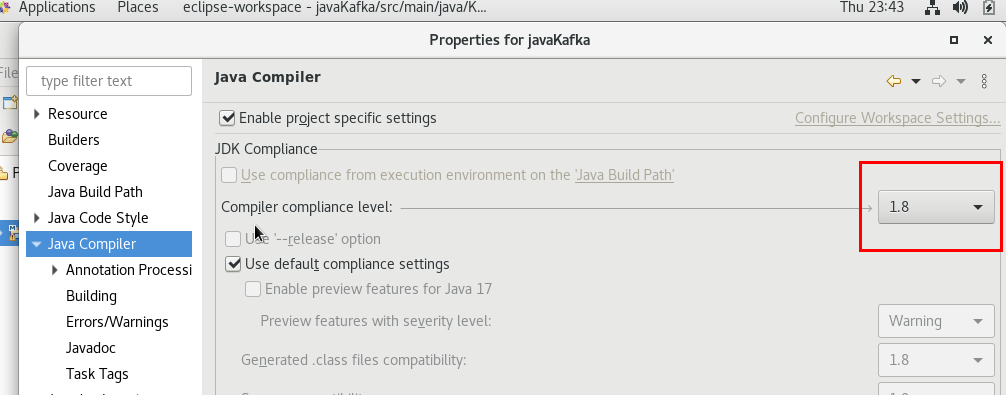 Applications Places eclipse-workspace - javaKafka/src/main/java/K... Thu 23:43
Properties for javaKafka
File
type filter text
Resource
Builders
Coverage
Java Build Path
Java Code Style
Java Compiler
Annotation Processi
Building
Errors/Warnings
Javadoc
Task Tags
Java Compiler
Enable project specific settings Configure Workspace Settings...
JDK Compliance
Use compliance from execution environment on the 'Java Build Path'
Compiler compliance level: 1.8
Use '--release' option
Use default compliance settings
Enable preview features for Java 17
Preview features with severity level: Warning
Generated .class files compatibility: 1.8